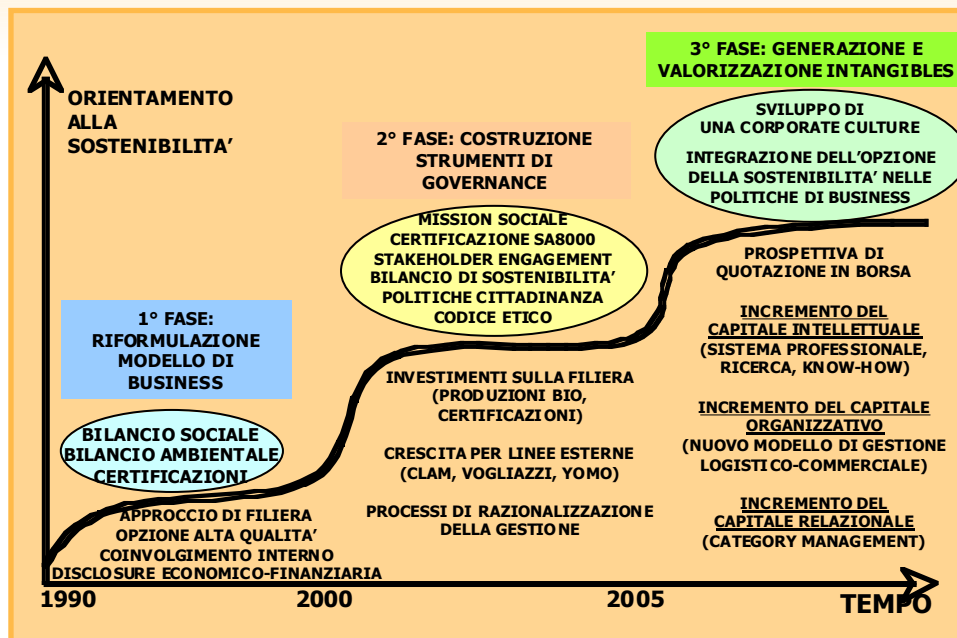 ORIENTAMENTO
ALLA
SOSTENIBILITA’
1° FASE:
RIFORMULAZIONE
MODELLO DI
BUSINESS
BILANCIO SOCIALE
BILANCIO AMBIENTALE
CERTIFICAZIONI
APPROCCIO DI FILIERA
OPZIONE ALTA QUALITA’
COINVOLGIMENTO INTERNO
DISCLOSURE ECONOMICO-FINANZIARIA
2° FASE: COSTRUZIONE
STRUMENTI DI
GOVERNANCE
MISSION SOCIALE
CERTIFICAZIONE SA8000
STAKEHOLDER ENGAGEMENT
BILANCIO DI SOSTENIBILITA’
POLITICHE CITTADINANZA
CODICE ETICO
INVESTIMENTI SULLA FILIERA
(PRODUZIONI BIO,
CERTIFICAZIONI)
CRESCITA PER LINEE ESTERNE
(CLAM, VOGLIAZZI, YOMO)
PROCESSI DI RAZIONALIZZAZIONE
DELLA GESTIONE
3° FASE: GENERAZIONE E
VALORIZZAZIONE INTANGIBLES
SVILUPPO DI
UNA CORPORATE CULTURE
INTEGRAZIONE DELL’OPZIONE
DELLA SOSTENIBILITA’ NELLE
POLITICHE DI BUSINESS
PROSPETTIVA DI
QUOTAZIONE IN BORSA
INCREMENTO DEL
CAPITALE INTELLETTUALE
(SISTEMA PROFESSIONALE,
RICERCA, KNOW-HOW)
INCREMENTO DEL CAPITALE
ORGANIZZATIVO
(NUOVO MODELLO DI GESTIONE
LOGISTICO-COMMERCIALE)
INCREMENTO DEL
CAPITALE RELAZIONALE
(CATEGORY MANAGEMENT)
1990
2000
2005
TEMPO